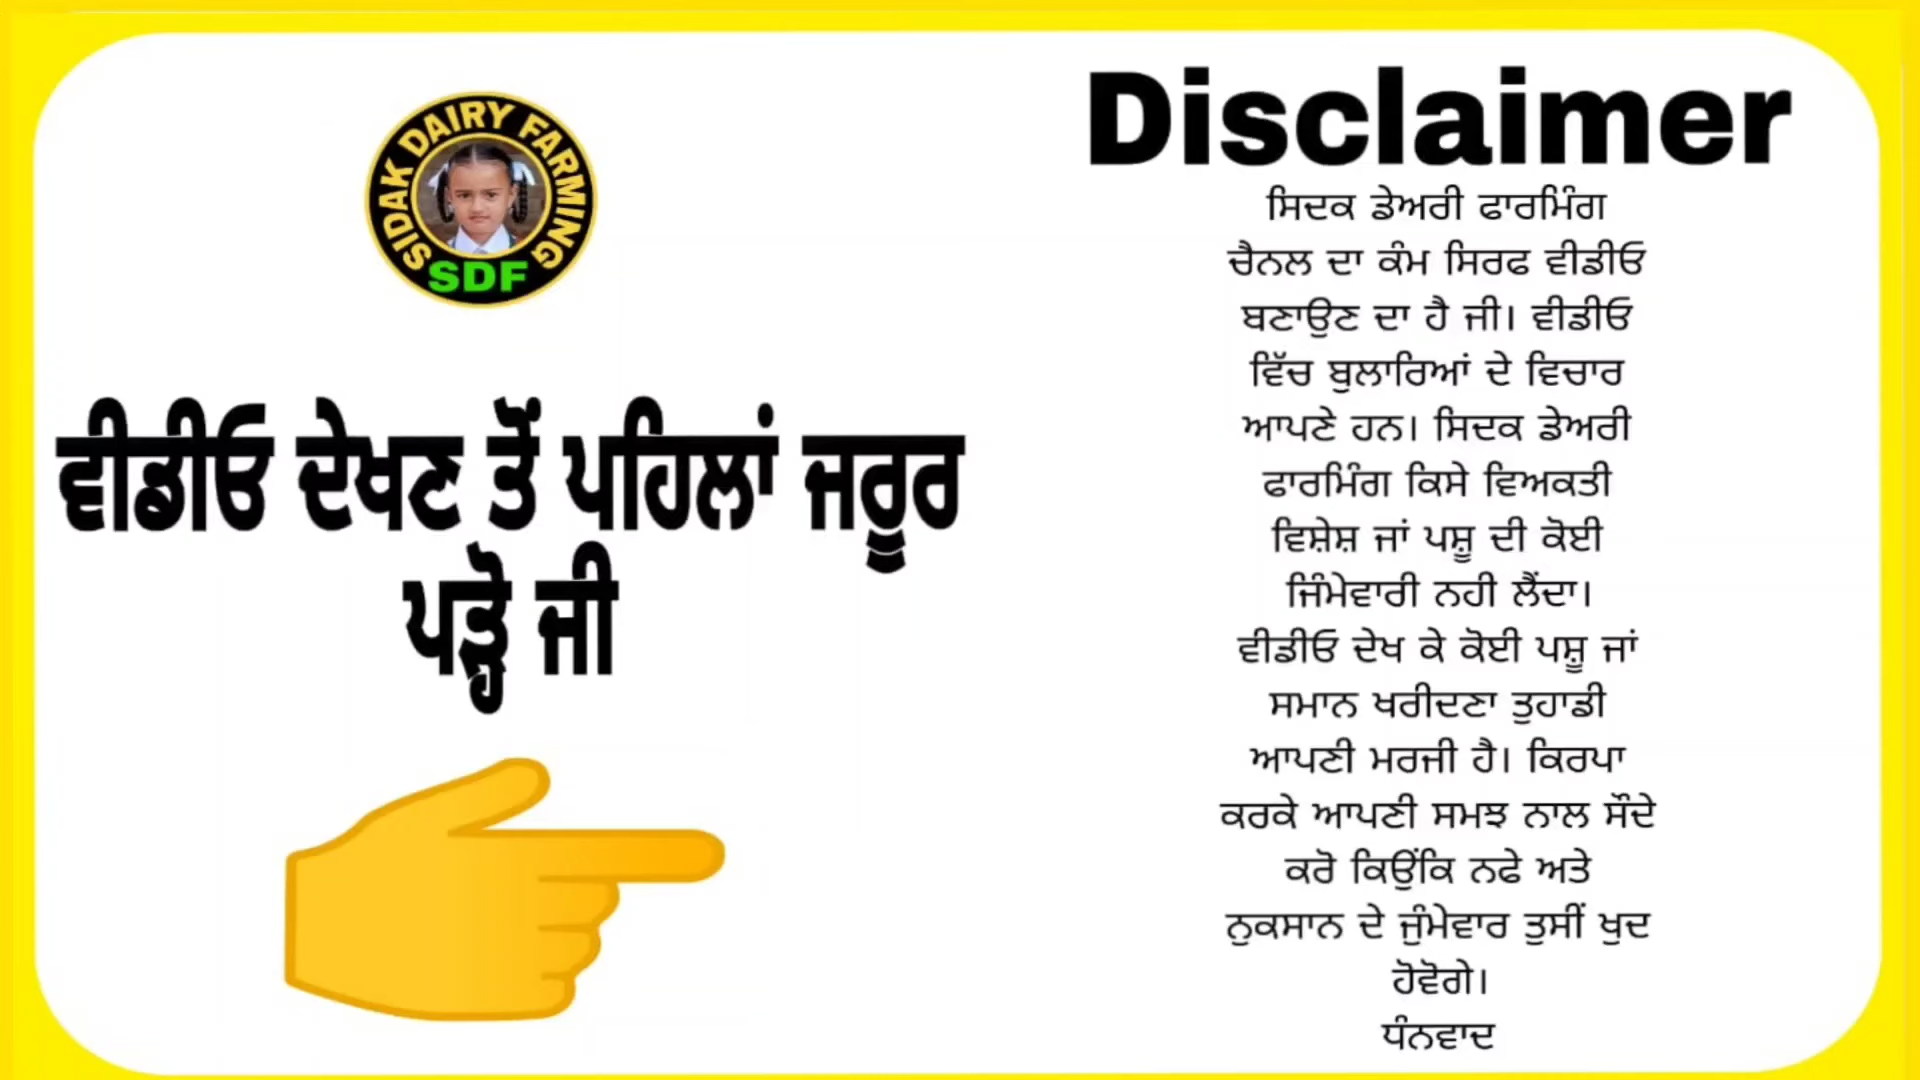 SIDAK DAIRY FARMING
SDF
ਵੀਡੀਓ ਦੇਖਣ ਤੋਂ ਪਹਿਲਾਂ ਜਰੂਰ
ਪੜ੍ਹੋ ਜੀ
Disclaimer
ਸਿਦਕ ਡੇਅਰੀ ਫਾਰਮਿੰਗ
ਚੈਨਲ ਦਾ ਕੰਮ ਸਿਰਫ ਵੀਡੀਓ
ਬਣਾਉਣ ਦਾ ਹੈ ਜੀ। ਵੀਡੀਓ
ਵਿੱਚ ਬੁਲਾਰਿਆਂ ਦੇ ਵਿਚਾਰ
ਆਪਣੇ ਹਨ। ਸਿਦਕ ਡੇਅਰੀ
ਫਾਰਮਿੰਗ ਕਿਸੇ ਵਿਅਕਤੀ
ਵਿਸ਼ੇਸ਼ ਜਾਂ ਪਸ਼ੂ ਦੀ ਕੋਈ
ਜਿੰਮੇਵਾਰੀ ਨਹੀ ਲੈਂਦਾ।
ਵੀਡੀਓ ਦੇਖ ਕੇ ਕੋਈ ਪਸ਼ੂ ਜਾਂ
ਸਮਾਨ ਖਰੀਦਣਾ ਤੁਹਾਡੀ
ਆਪਣੀ ਮਰਜੀ ਹੈ। ਕਿਰਪਾ
ਕਰਕੇ ਆਪਣੀ ਸਮਝ ਨਾਲ ਸੌਦੇ
ਕਰੋ ਕਿਉਂਕਿ ਨਫੇ ਅਤੇ
ਨੁਕਸਾਨ ਦੇ ਜੁੰਮੇਵਾਰ ਤੁਸੀਂ ਖੁਦ
ਹੋਵੋਗੇ।
ਧੰਨਵਾਦ